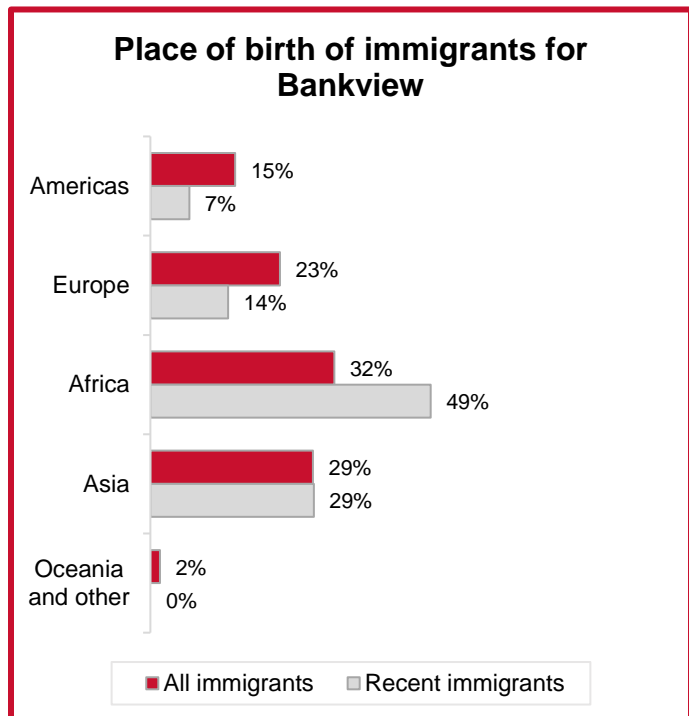 Place of birth of immigrants for
Bankview
Americas
15%
7%
Europe
23%
14%
Africa
32%
49%
Asia
29%
29%
Oceania
and other
2%
0%
All immigrants
Recent immigrants